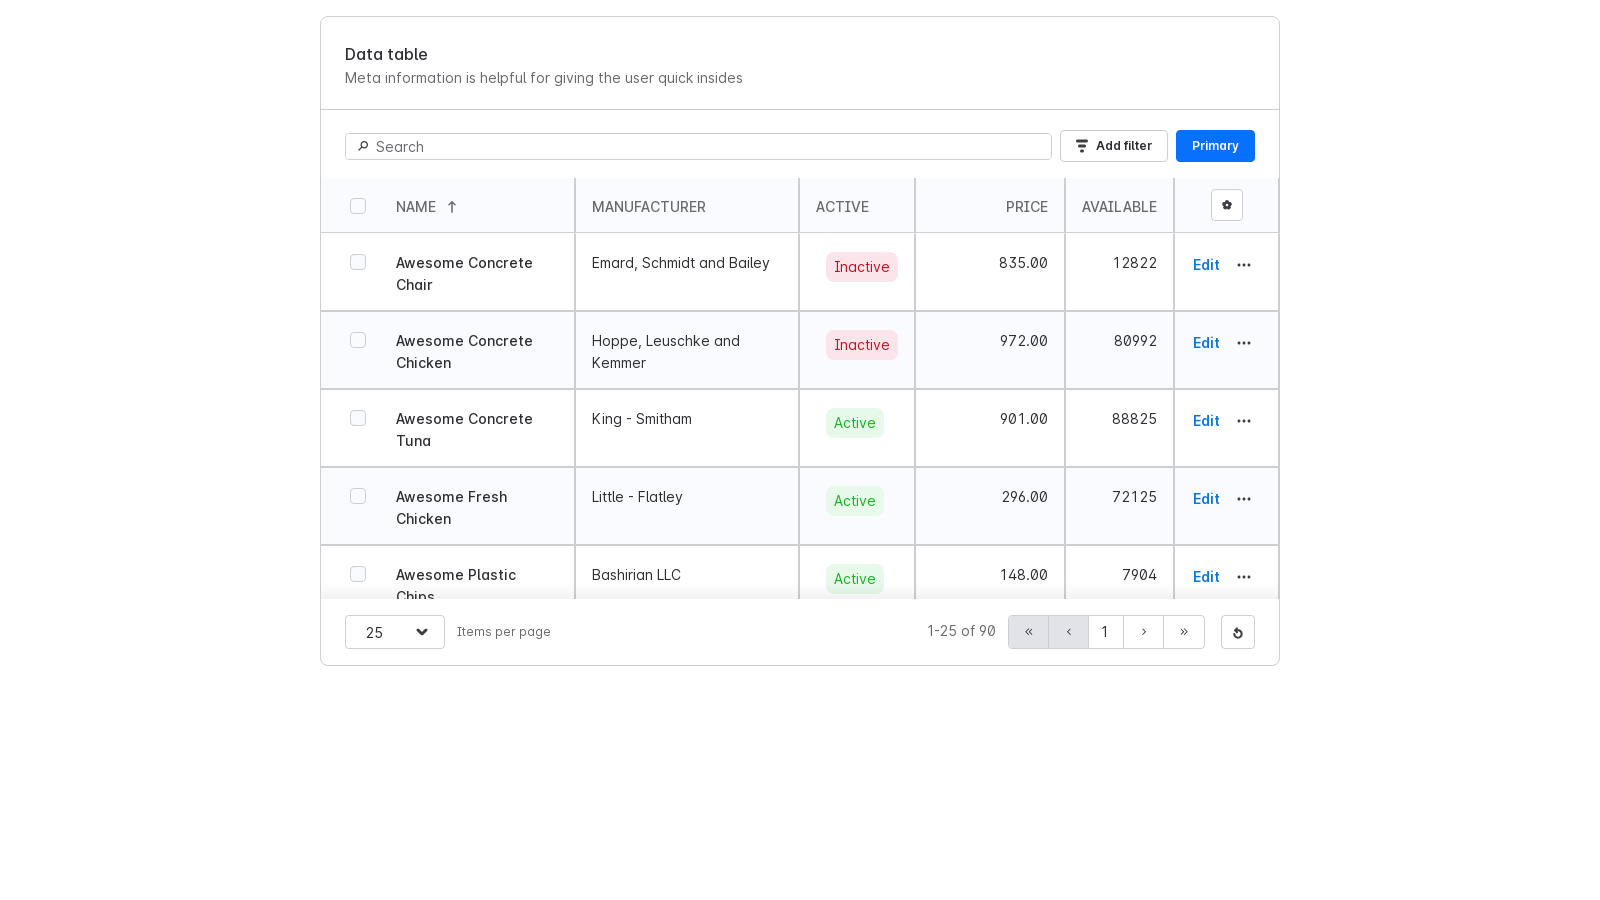 Data table
Meta information is helpful for giving the user quick insides
Search
Add filter
Primary
NAME ↑ MANUFACTURER ACTIVE PRICE AVAILABLE
Awesome Concrete Chair Emard, Schmidt and Bailey Inactive 835.00 12822 Edit
Awesome Concrete Chicken Hoppe, Leuschke and Kemmer Inactive 972.00 80992 Edit
Awesome Concrete Tuna King - Smitham Active 901.00 88825 Edit
Awesome Fresh Chicken Little - Flatley Active 296.00 72125 Edit
Awesome Plastic Chips Bashirian LLC Active 148.00 7904 Edit
25 Items per page 1-25 of 90 « ‹ 1 › »